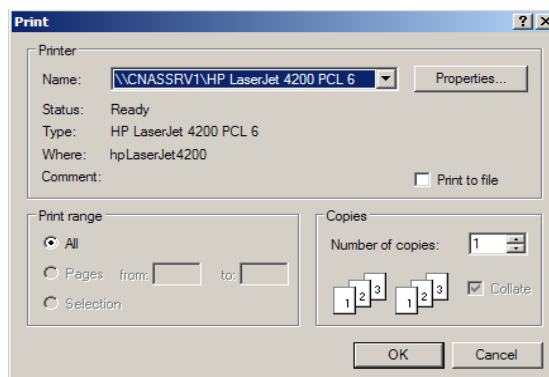 Print
Printer
Name: \\CNASSRV1\HP LaserJet 4200 PCL 6 Properties...
Status: Ready
Type: HP LaserJet 4200 PCL 6
Where: hpLaserJet4200
Comment: Print to file
Print range
All
Pages from: to:
Selection
Copies
Number of copies: 1
1 2 3 1 2 3 Collate
OK Cancel